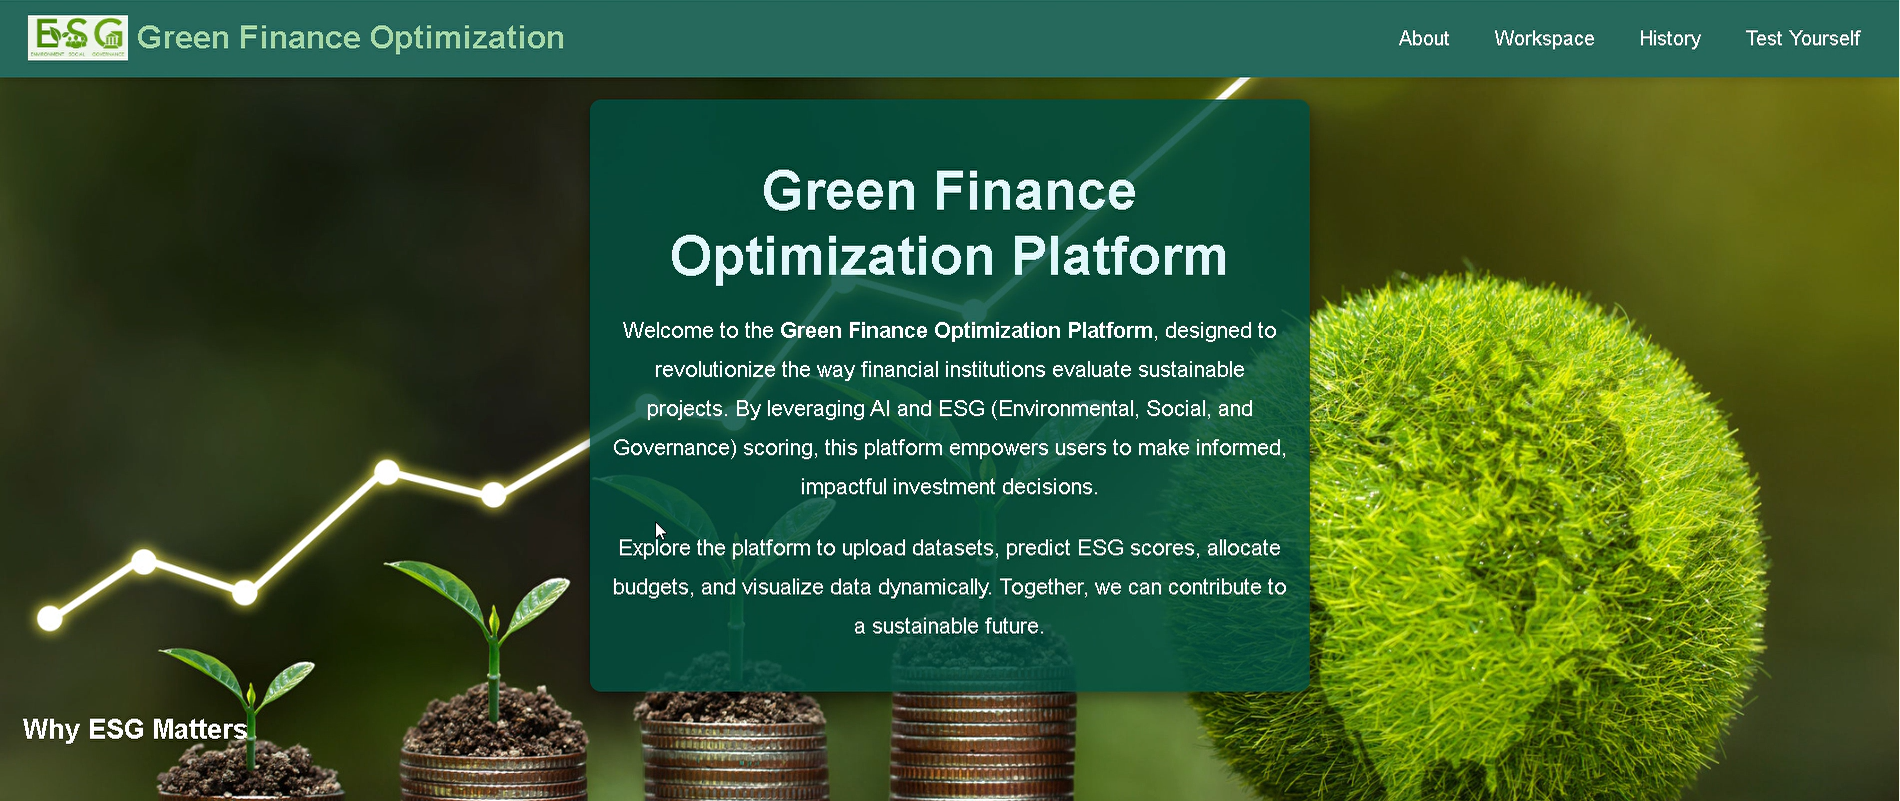 ESG
ENVIRONMENT SOCIAL GOVERNANCE
Green Finance Optimization
About
Workspace
History
Test Yourself
Green Finance
Optimization Platform
Welcome to the Green Finance Optimization Platform, designed to
revolutionize the way financial institutions evaluate sustainable
projects. By leveraging AI and ESG (Environmental, Social, and
Governance) scoring, this platform empowers users to make informed,
impactful investment decisions.
Explore the platform to upload datasets, predict ESG scores, allocate
budgets, and visualize data dynamically. Together, we can contribute to
a sustainable future.
Why ESG Matters